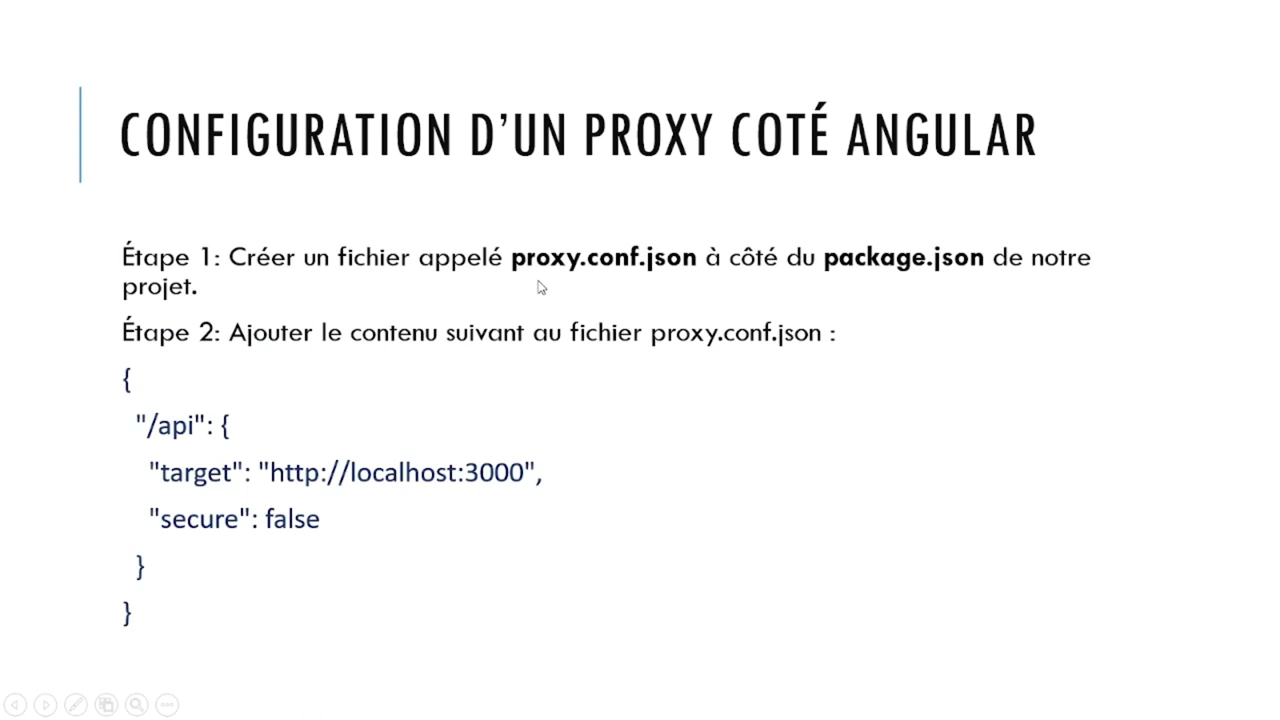 CONFIGURATION D’UN PROXY COTÉ ANGULAR
Étape 1: Créer un fichier appelé proxy.conf.json à côté du package.json de notre
projet.
Étape 2: Ajouter le contenu suivant au fichier proxy.conf.json :
{
"/api": {
"target": "http://localhost:3000",
"secure": false
}
}